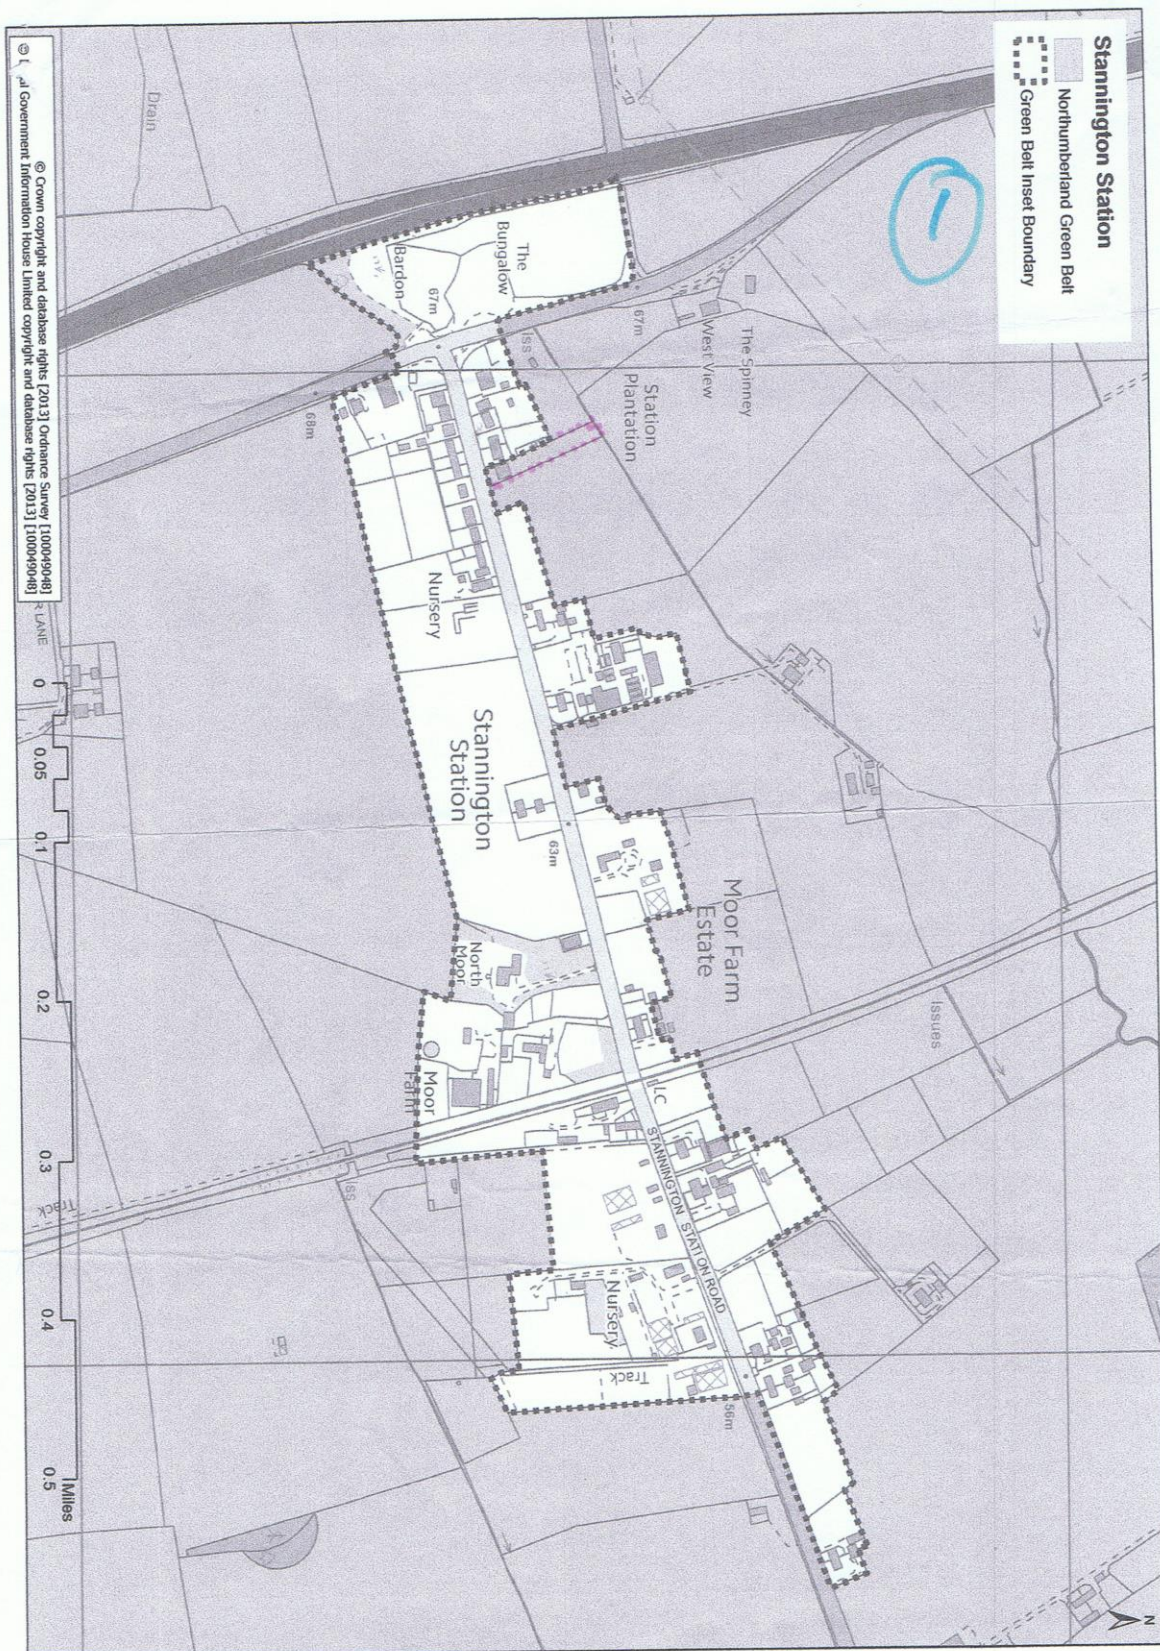 Stannington Station
Northumberland Green Belt
Green Belt Inset Boundary
1
The Spinney
West View
67m
Station
Plantation
Iss
The
Bungalow
Bardon
67m
68m
Drain
Nursery
Stannington
Station
63m
Moor Farm
Estate
Issues
North
Moor
Moor
Farm
LC
STANNINGTON STATION ROAD
Iss
Track
Nursery
Track
56m
R LANE
0 0.05 0.1 0.2 0.3 0.4 0.5
Miles
N
© Crown copyright and database rights [2013] Ordnance Survey [100049048]
al Government Information House Limited copyright and database rights [2013] [100049048]